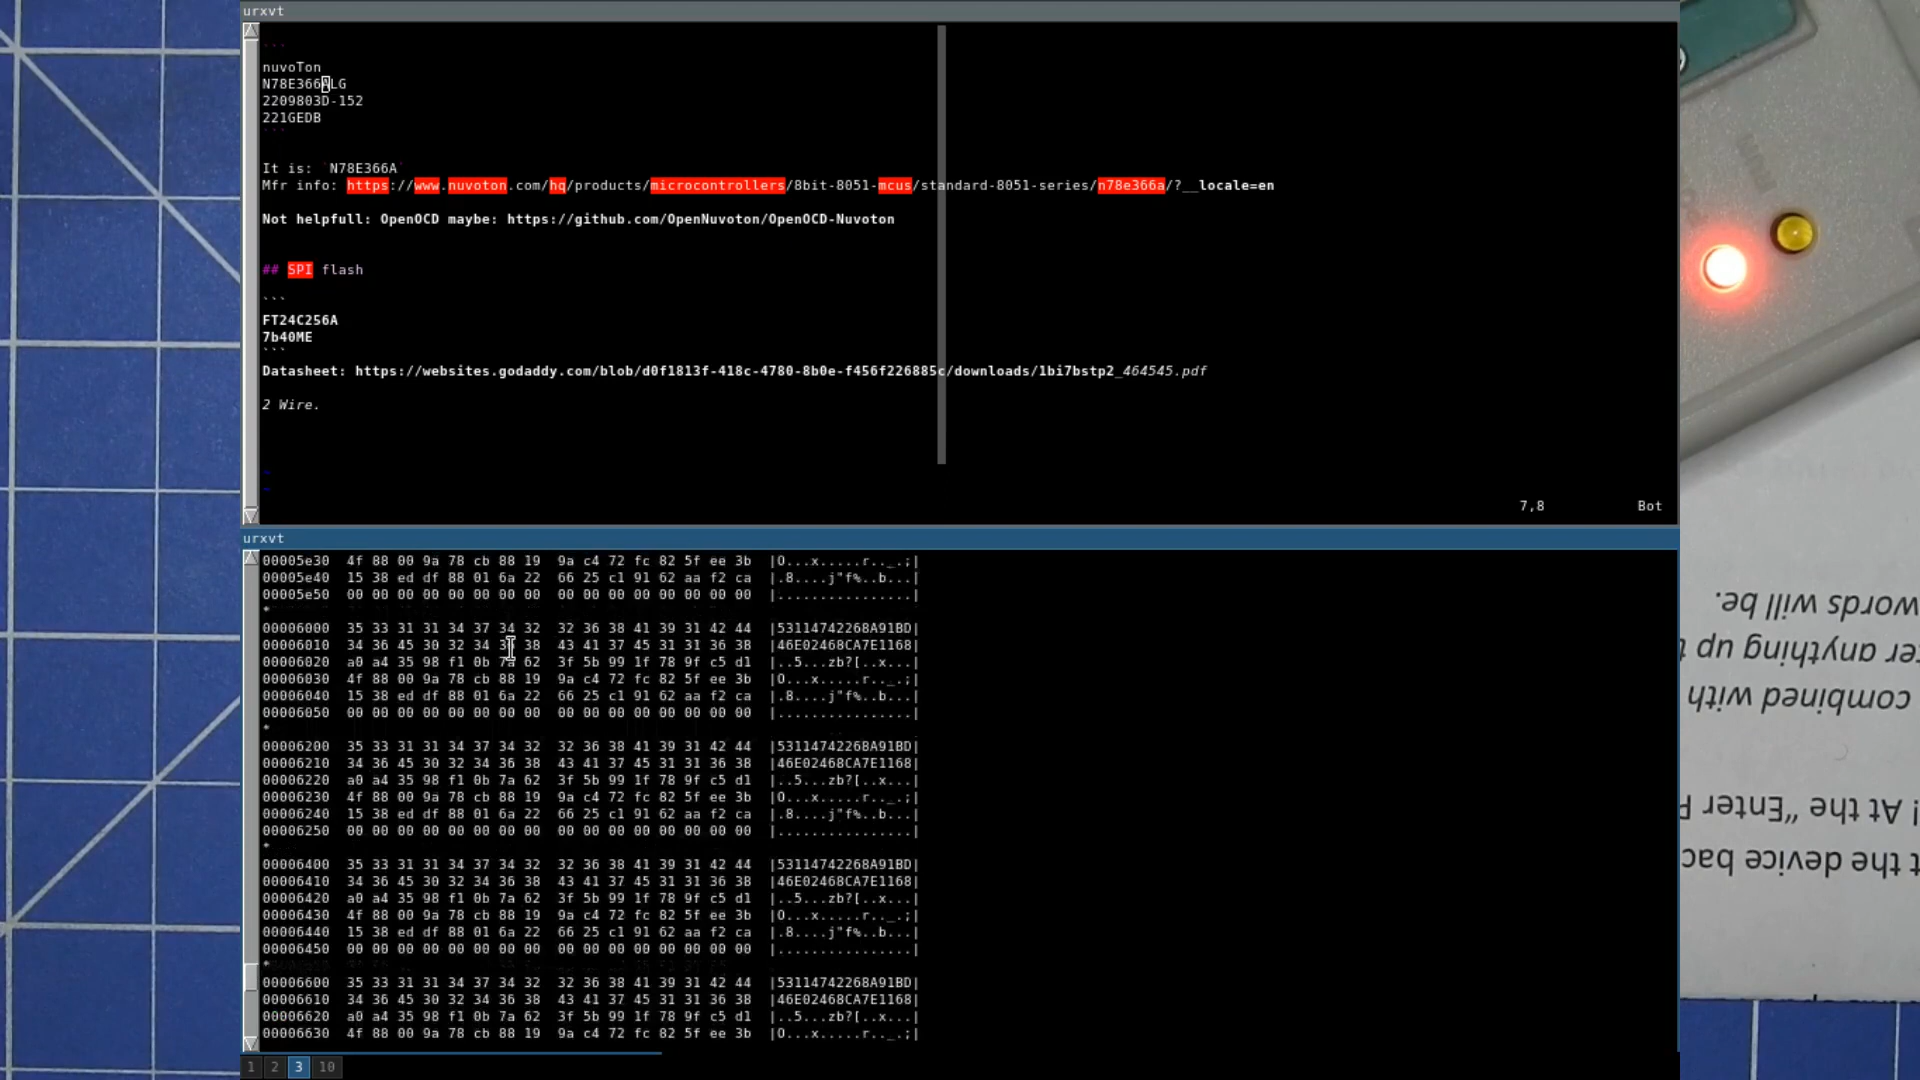 urxvt
```
nuvoTon
N78E366ALG
2209803D-152
221GEDB
```
It is: `N78E366A`
Mfr info: https://www.nuvoton.com/hq/products/microcontrollers/8bit-8051-mcus/standard-8051-series/n78e366a/?__locale=en
Not helpfull: OpenOCD maybe: https://github.com/OpenNuvoton/OpenOCD-Nuvoton
## SPI flash
```
FT24C256A
7b40ME
```
Datasheet: https://websites.godaddy.com/blob/d0f1813f-418c-4780-8b0e-f456f226885c/downloads/1bi7bstp2_464545.pdf
2 Wire.
~
~
7,8 Bot
urxvt
00005e30 4f 88 00 9a 78 cb 88 19 9a c4 72 fc 82 5f ee 3b |O...x.....r.._.;|
00005e40 15 38 ed df 88 01 6a 22 66 25 c1 91 62 aa f2 ca |.8....j"f%..b...|
00005e50 00 00 00 00 00 00 00 00 00 00 00 00 00 00 00 00 |................|
*
00006000 35 33 31 31 34 37 34 32 32 36 38 41 39 31 42 44 |53114742268A91BD|
00006010 34 36 45 30 32 34 36 38 43 41 37 45 31 31 36 38 |46E02468CA7E1168|
00006020 a0 a4 35 98 f1 0b 7a 62 3f 5b 99 1f 78 9f c5 d1 |..5...zb?[..x...|
00006030 4f 88 00 9a 78 cb 88 19 9a c4 72 fc 82 5f ee 3b |O...x.....r.._.;|
00006040 15 38 ed df 88 01 6a 22 66 25 c1 91 62 aa f2 ca |.8....j"f%..b...|
00006050 00 00 00 00 00 00 00 00 00 00 00 00 00 00 00 00 |................|
*
00006200 35 33 31 31 34 37 34 32 32 36 38 41 39 31 42 44 |53114742268A91BD|
00006210 34 36 45 30 32 34 36 38 43 41 37 45 31 31 36 38 |46E02468CA7E1168|
00006220 a0 a4 35 98 f1 0b 7a 62 3f 5b 99 1f 78 9f c5 d1 |..5...zb?[..x...|
00006230 4f 88 00 9a 78 cb 88 19 9a c4 72 fc 82 5f ee 3b |O...x.....r.._.;|
00006240 15 38 ed df 88 01 6a 22 66 25 c1 91 62 aa f2 ca |.8....j"f%..b...|
00006250 00 00 00 00 00 00 00 00 00 00 00 00 00 00 00 00 |................|
*
00006400 35 33 31 31 34 37 34 32 32 36 38 41 39 31 42 44 |53114742268A91BD|
00006410 34 36 45 30 32 34 36 38 43 41 37 45 31 31 36 38 |46E02468CA7E1168|
00006420 a0 a4 35 98 f1 0b 7a 62 3f 5b 99 1f 78 9f c5 d1 |..5...zb?[..x...|
00006430 4f 88 00 9a 78 cb 88 19 9a c4 72 fc 82 5f ee 3b |O...x.....r.._.;|
00006440 15 38 ed df 88 01 6a 22 66 25 c1 91 62 aa f2 ca |.8....j"f%..b...|
00006450 00 00 00 00 00 00 00 00 00 00 00 00 00 00 00 00 |................|
*
00006600 35 33 31 31 34 37 34 32 32 36 38 41 39 31 42 44 |53114742268A91BD|
00006610 34 36 45 30 32 34 36 38 43 41 37 45 31 31 36 38 |46E02468CA7E1168|
00006620 a0 a4 35 98 f1 0b 7a 62 3f 5b 99 1f 78 9f c5 d1 |..5...zb?[..x...|
00006630 4f 88 00 9a 78 cb 88 19 9a c4 72 fc 82 5f ee 3b |O...x.....r.._.;|
1 2 3 10
t the device bac
! At the "Enter
combined with
ter anything up
words will be.